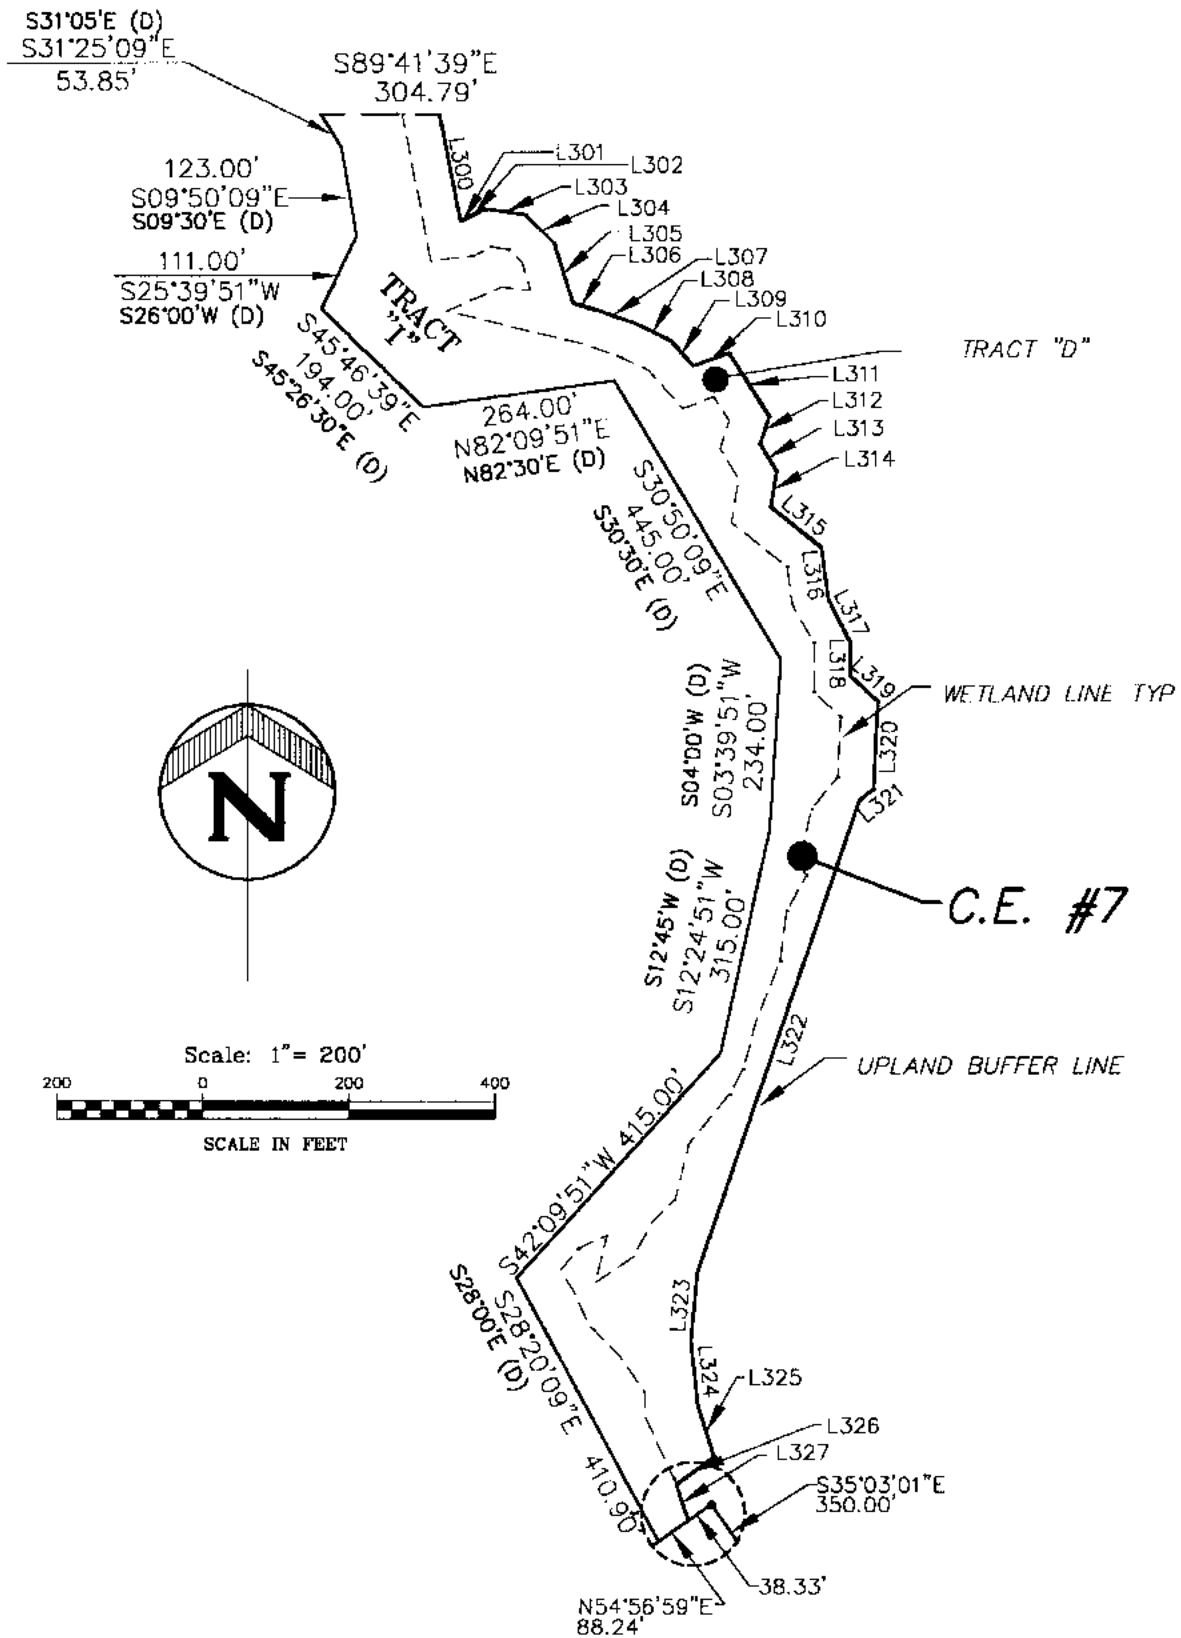 S31°05'E (D)
S31°25'09"E
53.85'
S89°41'39"E
304.79'
L300
L301
L302
L303
L304
L305
L306
L307
L308
L309
L310
123.00'
S09°50'09"E
S09°30'E (D)
111.00'
S25°39'51"W
S26°00'W (D)
TRACT
"I"
TRACT "D"
L311
L312
L313
L314
L315
S45°46'39"E
194.00'
S45°26'30"E (D)
264.00'
N82°09'51"E
N82°30'E (D)
S30°50'09"E
445.00'
S30°30'E (D)
L316
L317
L318
L319
WETLAND LINE TYP
L320
L321
S04°00'W (D)
S03°39'51"W
234.00'
N
S12°45'W (D)
S12°24'51"W
315.00'
C.E. #7
L322
Scale: 1"= 200'
200 0 200 400
SCALE IN FEET
UPLAND BUFFER LINE
S42°09'51"W 415.00'
S28°00'E (D)
S28°20'09"E
410.90'
L323
L324
L325
L326
L327
S35°03'01"E
350.00'
38.33'
N54°56'59"E
88.24'